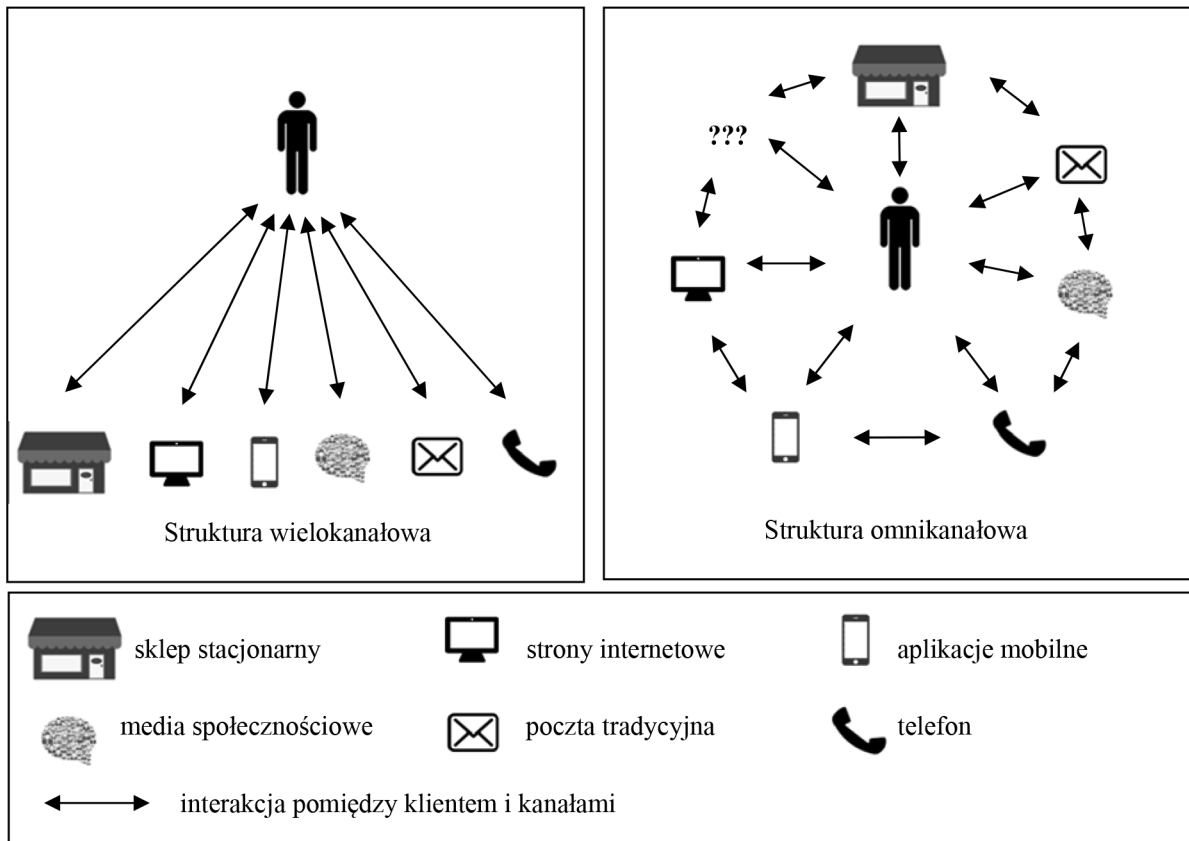 ???
Struktura wielokanałowa
Struktura omnikanałowa
sklep stacjonarny
strony internetowe
aplikacje mobilne
media społecznościowe
poczta tradycyjna
telefon
interakcja pomiędzy klientem i kanałami